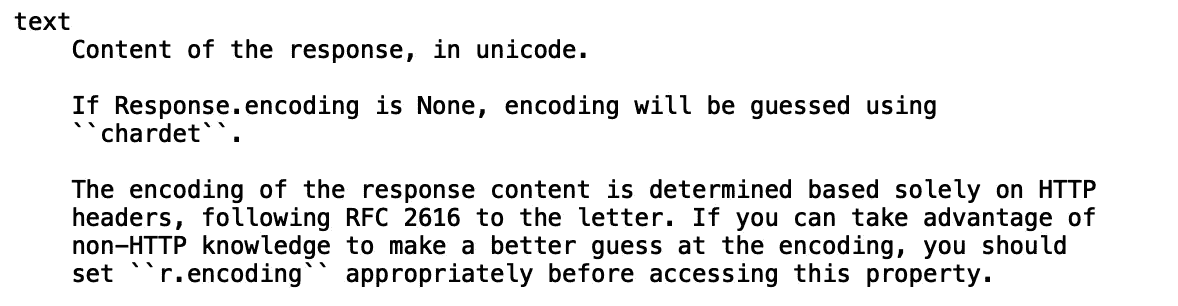 text
Content of the response, in unicode.
If Response.encoding is None, encoding will be guessed using
``chardet``.
The encoding of the response content is determined based solely on HTTP
headers, following RFC 2616 to the letter. If you can take advantage of
non-HTTP knowledge to make a better guess at the encoding, you should
set ``r.encoding`` appropriately before accessing this property.